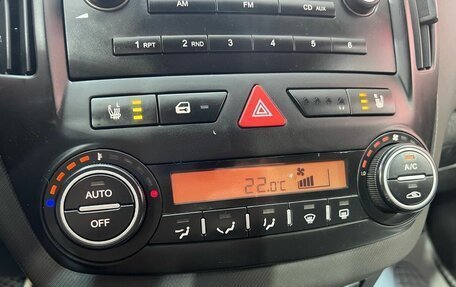 AM FM CD AUX
1 RPT 2 RND 3 4 5 6
AUTO
OFF
22.0°C
A/C